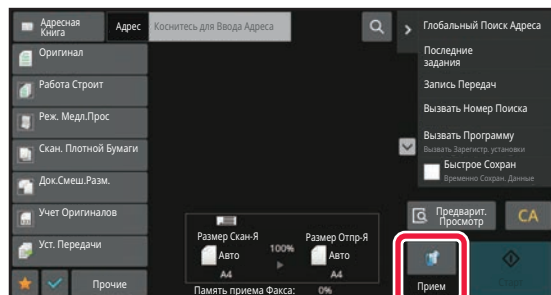 Адресная
Книга
Адрес
Коснитесь для Ввода Адреса
Оригинал
Работа Строит
Реж. Медл.Прос
Скан. Плотной Бумаги
Док.Смеш.Разм.
Учет Оригиналов
Уст. Передачи
Прочие
Размер Скан-Я
Авто
A4
100%
Размер Отпр-Я
Авто
A4
Память приема Факса: 0%
Глобальный Поиск Адреса
Последние
задания
Запись Передач
Вызвать Номер Поиска
Вызвать Программу
Вызвать Зарегистр. установки
Быстрое Сохран
Временно Сохран. Данные
Предварит.
Просмотр
CA
Прием
Старт